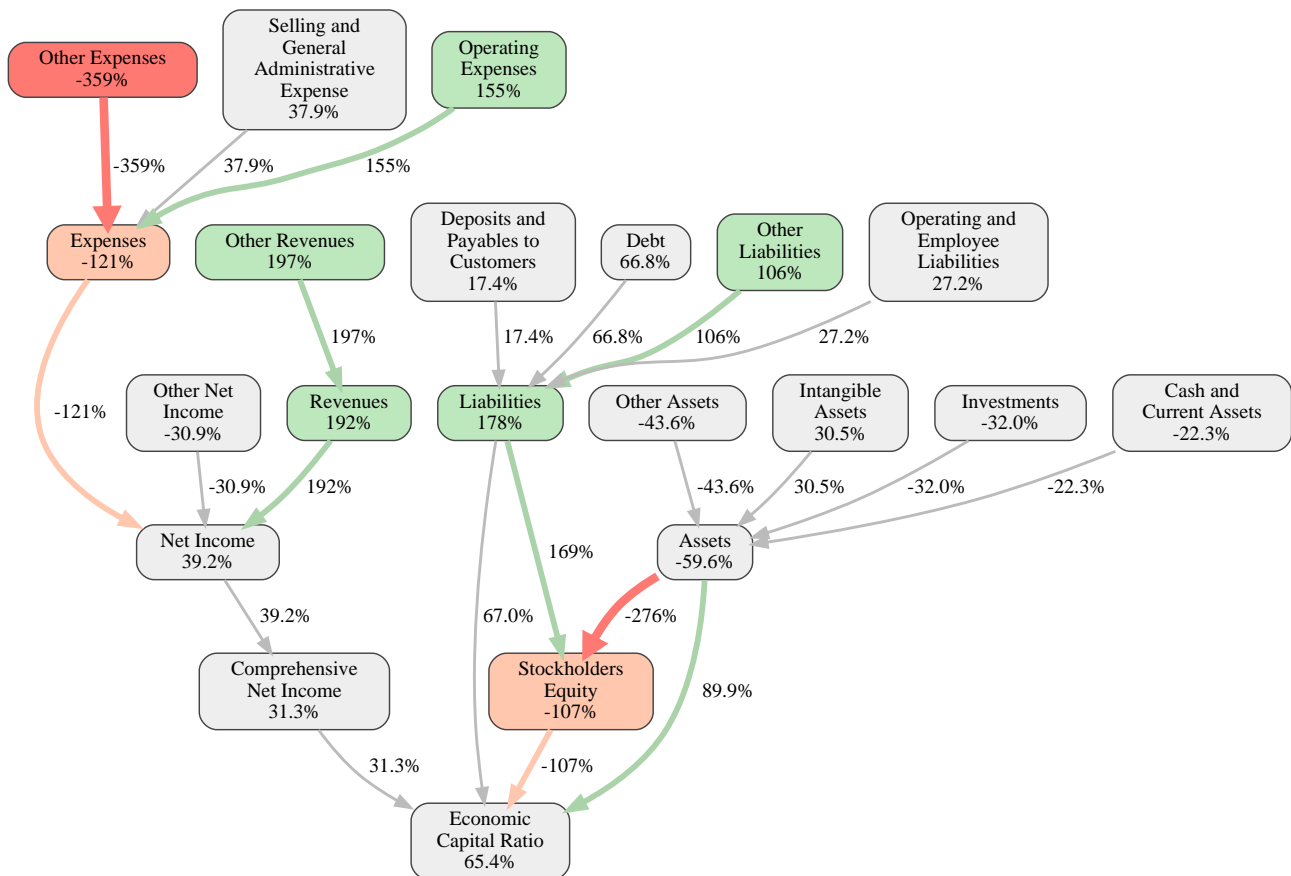 Other Expenses
-359%
Selling and
General
Administrative
Expense
37.9%
Operating
Expenses
155%
-359%
37.9%
155%
Expenses
-121%
Other Revenues
197%
Deposits and
Payables to
Customers
17.4%
Debt
66.8%
Other
Liabilities
106%
Operating and
Employee
Liabilities
27.2%
197%
17.4%
66.8%
106%
27.2%
-121%
Other Net
Income
-30.9%
Revenues
192%
Liabilities
178%
Other Assets
-43.6%
Intangible
Assets
30.5%
Investments
-32.0%
Cash and
Current Assets
-22.3%
-30.9%
192%
-43.6%
30.5%
-32.0%
-22.3%
Net Income
39.2%
169%
Assets
-59.6%
39.2%
67.0%
-276%
Comprehensive
Net Income
31.3%
Stockholders
Equity
-107%
89.9%
31.3%
-107%
Economic
Capital Ratio
65.4%